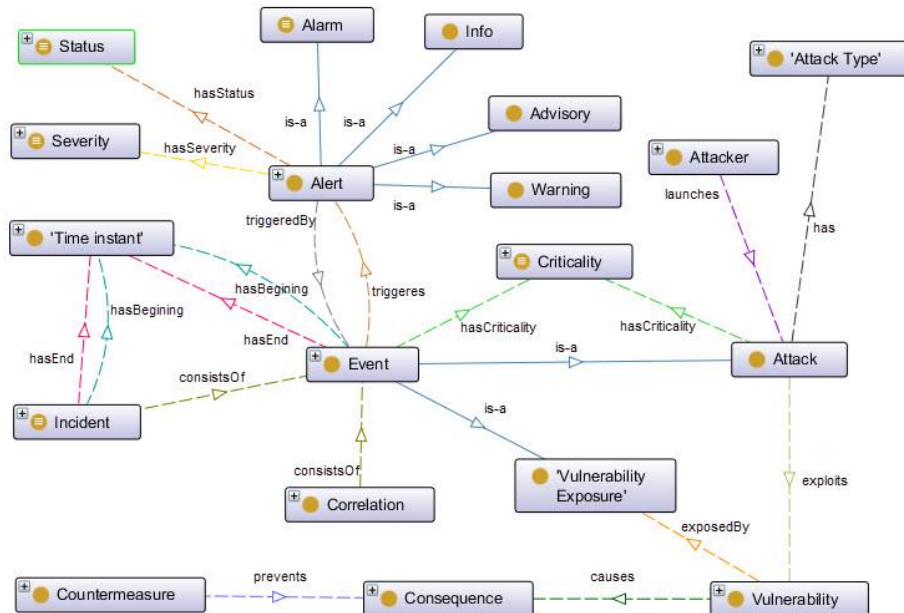 Alarm
Info
Status
'Attack Type'
hasStatus
is-a
is-a
Advisory
Severity
hasSeverity
is-a
Attacker
Alert
Warning
is-a
launches
triggeredBy
has
'Time instant'
Criticality
hasBegining
triggeres
hasBegining
hasCriticality
hasCriticality
hasEnd
hasEnd
is-a
Event
Attack
consistsOf
is-a
Incident
'Vulnerability
Exposure'
consistsOf
exploits
Correlation
exposedBy
prevents
causes
Countermeasure
Consequence
Vulnerability